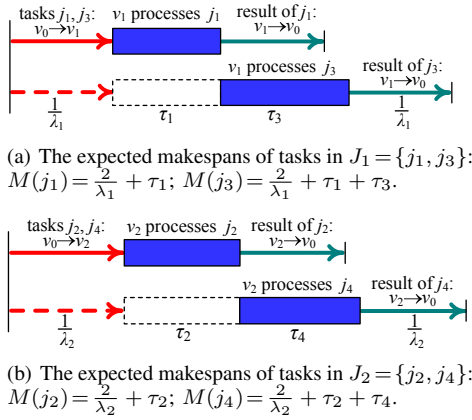 tasks j₁, j₃: v₁ processes j₁ result of j₁:
v₀→v₁ v₁→v₀
v₁ processes j₃ result of j₃:
v₁→v₀
1/λ₁ τ₁ τ₃ 1/λ₁
(a) The expected makespans of tasks in J₁={j₁, j₃}:
M(j₁)= 2/λ₁ + τ₁; M(j₃)= 2/λ₁ + τ₁ + τ₃.
tasks j₂, j₄: v₂ processes j₂ result of j₂:
v₀→v₂ v₂→v₀
v₂ processes j₄ result of j₄:
v₂→v₀
1/λ₂ τ₂ τ₄ 1/λ₂
(b) The expected makespans of tasks in J₂={j₂, j₄}:
M(j₂)= 2/λ₂ + τ₂; M(j₄)= 2/λ₂ + τ₂ + τ₄.